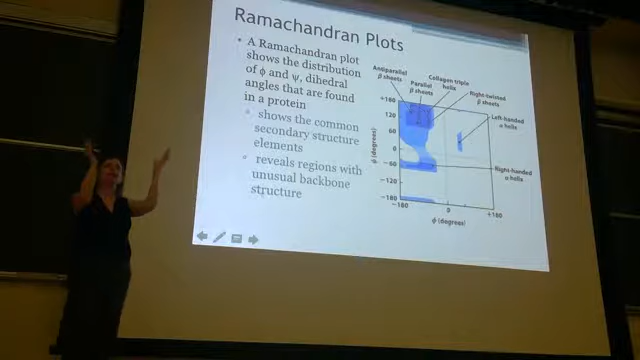 Ramachandran Plots
• A Ramachandran plot
shows the distribution
of ϕ and ψ, dihedral
angles that are found
in a protein
shows the common
secondary structure
elements
reveals regions with
unusual backbone
structure
Antiparallel
β sheets
Parallel
β sheets
Collagen triple
helix
Right-twisted
β sheets
Left-handed
α helix
Right-handed
α helix
+180
120
60
0
−60
−120
−180
ψ (degrees)
−180
0
+180
ϕ (degrees)